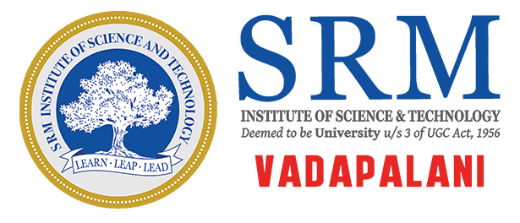 SRM INSTITUTE OF SCIENCE AND TECHNOLOGY
LEARN · LEAP · LEAD
SRM
INSTITUTE OF SCIENCE & TECHNOLOGY
Deemed to be University u/s 3 of UGC Act, 1956
VADAPALANI